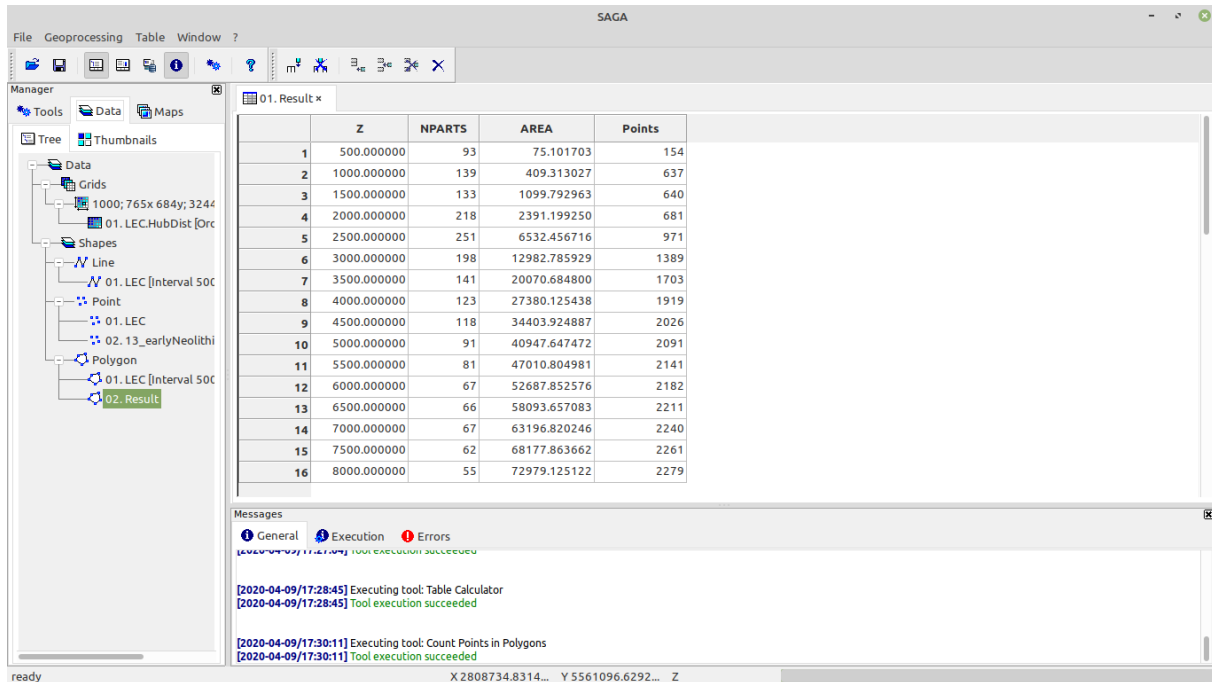 SAGA
File Geoprocessing Table Window ?
Manager
Tools Data Maps
Tree Thumbnails
Data
Grids
1000; 765x 684y; 3244
01. LEC.HubDist [Orc
Shapes
Line
01. LEC [Interval 500
Point
01. LEC
02. 13_earlyNeolithi
Polygon
01. LEC [Interval 500
02. Result
01. Result ×
Z NPARTS AREA Points
1 500.000000 93 75.101703 154
2 1000.000000 139 409.313027 637
3 1500.000000 133 1099.792963 640
4 2000.000000 218 2391.199250 681
5 2500.000000 251 6532.456716 971
6 3000.000000 198 12982.785929 1389
7 3500.000000 141 20070.684800 1703
8 4000.000000 123 27380.125438 1919
9 4500.000000 118 34403.924887 2026
10 5000.000000 91 40947.647472 2091
11 5500.000000 81 47010.804981 2141
12 6000.000000 67 52687.852576 2182
13 6500.000000 66 58093.657083 2211
14 7000.000000 67 63196.820246 2240
15 7500.000000 62 68177.863662 2261
16 8000.000000 55 72979.125122 2279
Messages
General Execution Errors
[2020-04-09/17:27:04] Tool execution succeeded
[2020-04-09/17:28:45] Executing tool: Table Calculator
[2020-04-09/17:28:45] Tool execution succeeded
[2020-04-09/17:30:11] Executing tool: Count Points in Polygons
[2020-04-09/17:30:11] Tool execution succeeded
ready X 2808734.8314... Y 5561096.6292... Z